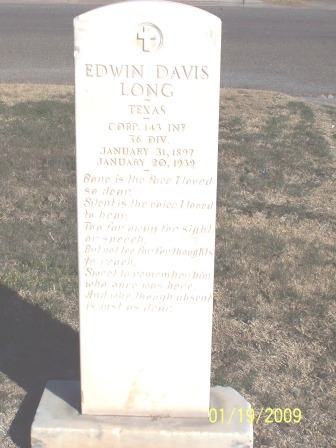 EDWIN DAVIS
LONG
TEXAS
CORP. 143 INF.
36 DIV.
JANUARY 31, 1897
JANUARY 20, 1939
Gone is the face I loved
so dear.
Silent is the voice I loved
to hear.
Too far away for sight
or speech.
But not too far for thoughts
to reach.
Sweet to remember him
who once was here.
And who, though absent
is just as dear.
01/19/2009